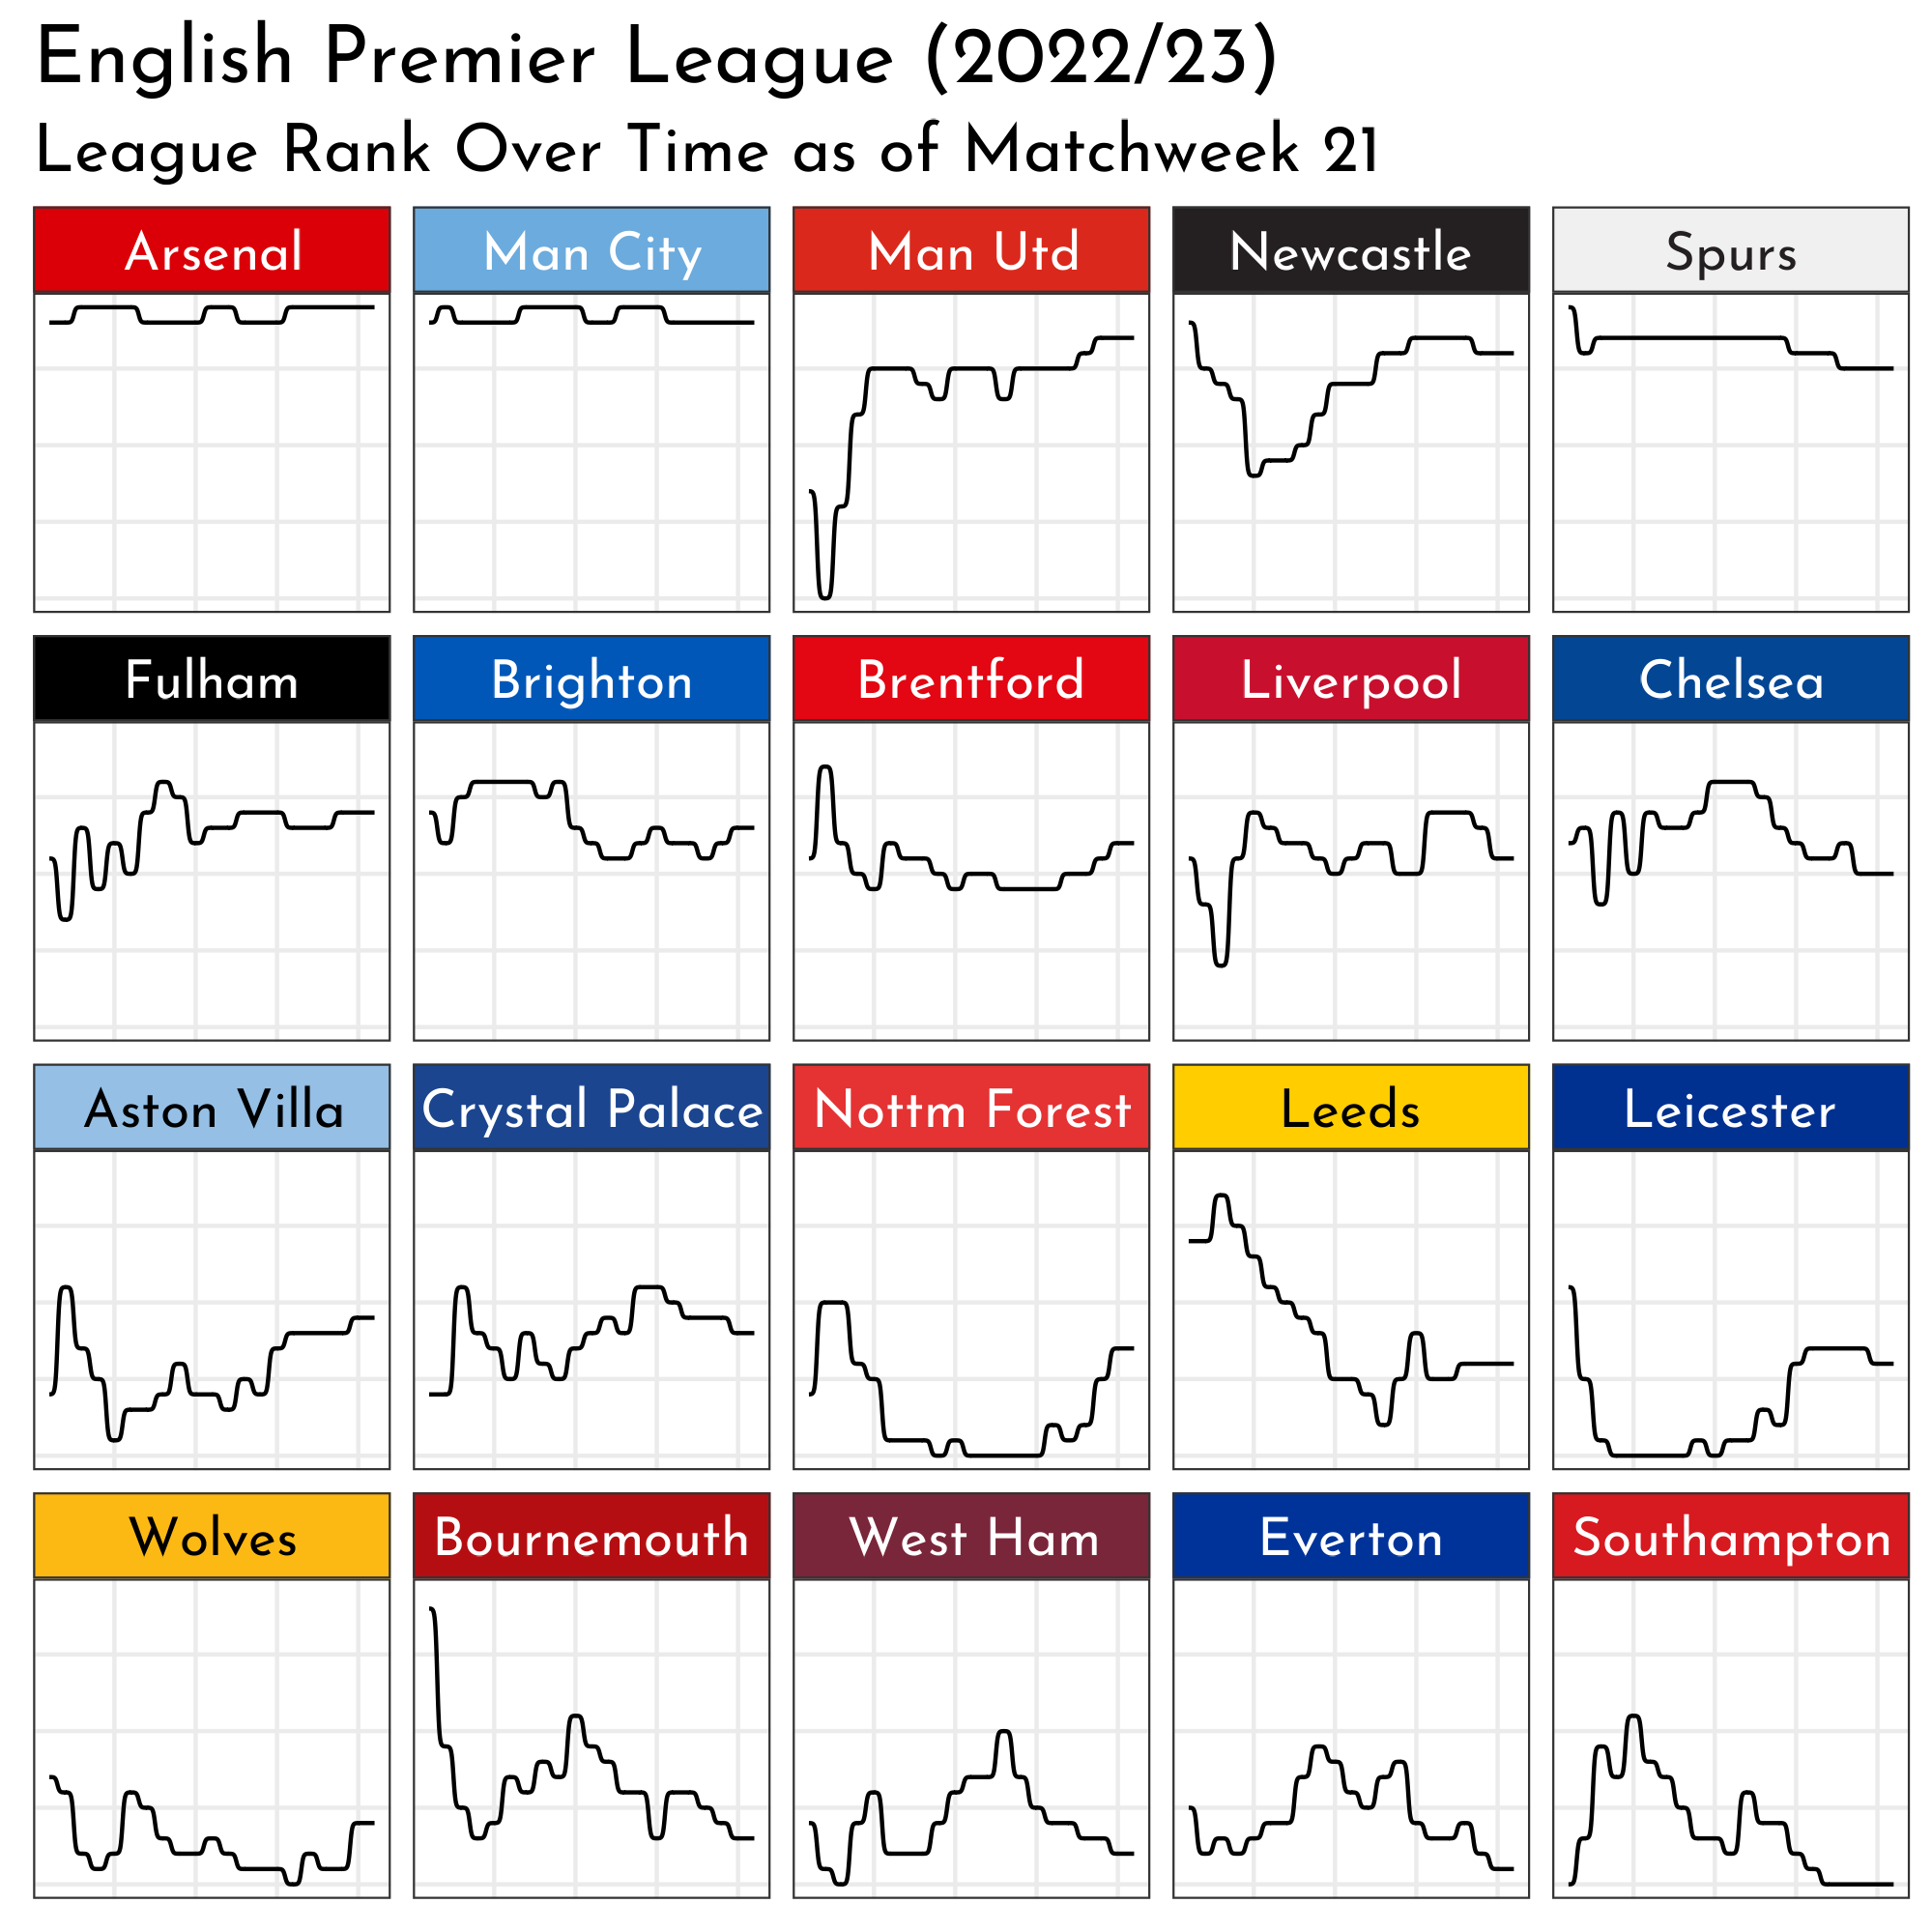 English Premier League (2022/23)
League Rank Over Time as of Matchweek 21
Arsenal
Man City
Man Utd
Newcastle
Spurs
Fulham
Brighton
Brentford
Liverpool
Chelsea
Aston Villa
Crystal Palace
Nottm Forest
Leeds
Leicester
Wolves
Bournemouth
West Ham
Everton
Southampton